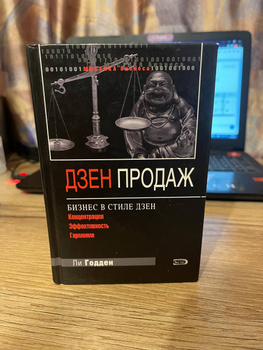 ДЗЕН ПРОДАЖ
БИЗНЕС В СТИЛЕ ДЗЕН
Концентрация
Эффективность
Гармония
Ли Годден